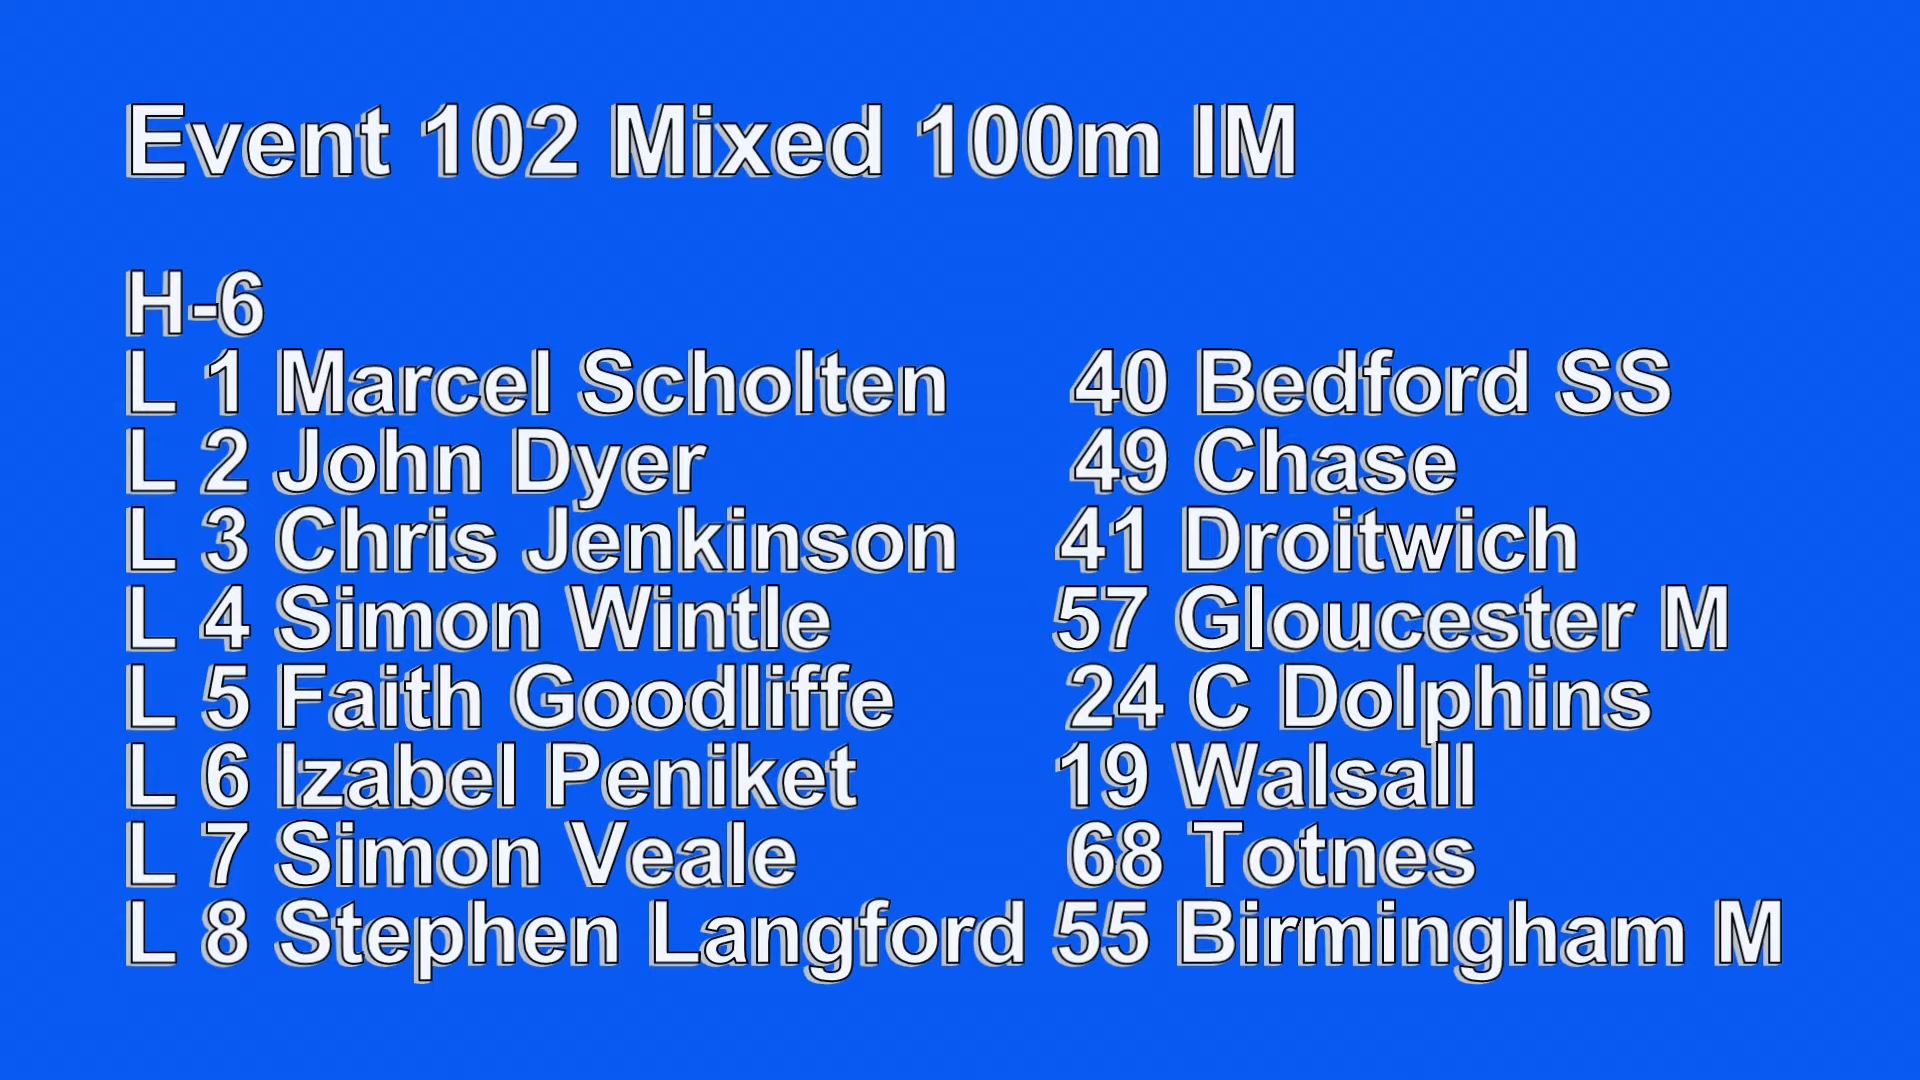 Event 102 Mixed 100m IM
H-6
L 1 Marcel Scholten 40 Bedford SS
L 2 John Dyer 49 Chase
L 3 Chris Jenkinson 41 Droitwich
L 4 Simon Wintle 57 Gloucester M
L 5 Faith Goodliffe 24 C Dolphins
L 6 Izabel Peniket 19 Walsall
L 7 Simon Veale 68 Totnes
L 8 Stephen Langford 55 Birmingham M